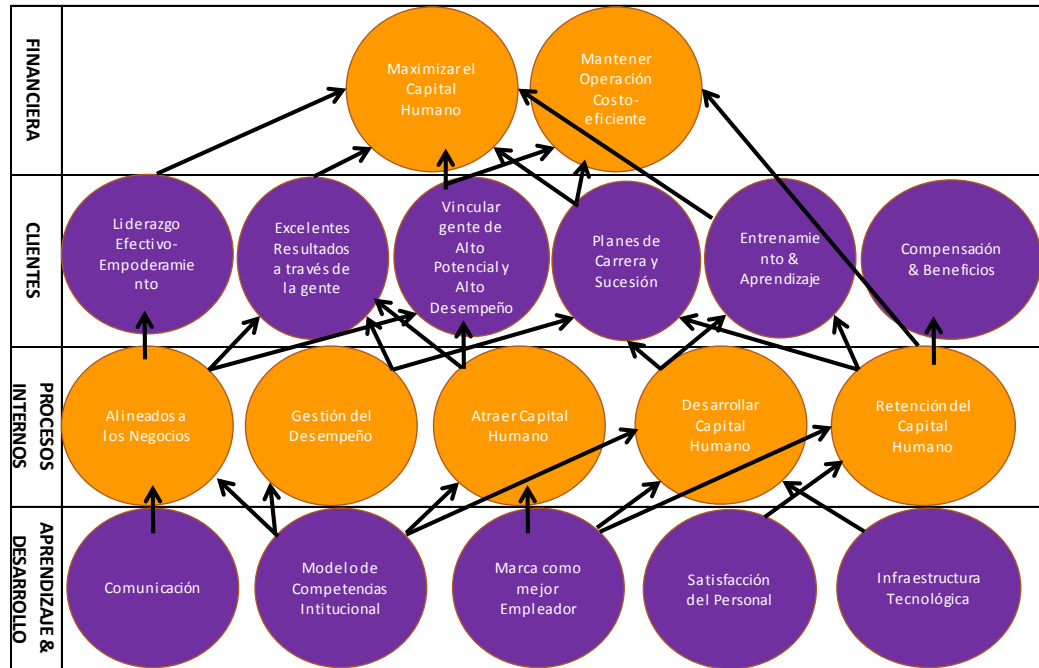 FINANCIERA
Maximizar el
Capital
Humano
Mantener
Operación
Costo-
eficiente
CLIENTES
Liderazgo
Efectivo-
Empoderamie
nto
Excelentes
Resultados
a través de
la gente
Vincular
gente de
Alto
Potencial y
Alto
Desempeño
Planes de
Carrera y
Sucesión
Entrenamie
nto &
Aprendizaje
Compensación
& Beneficios
PROCESOS
INTERNOS
Alineados a
los Negocios
Gestión del
Desempeño
Atraer Capital
Humano
Desarrollar
Capital
Humano
Retención del
Capital
Humano
APRENDIZAJE &
DESARROLLO
Comunicación
Modelo de
Competencias
Intitucional
Marca como
mejor
Empleador
Satisfacción
del Personal
Infraestructura
Tecnológica